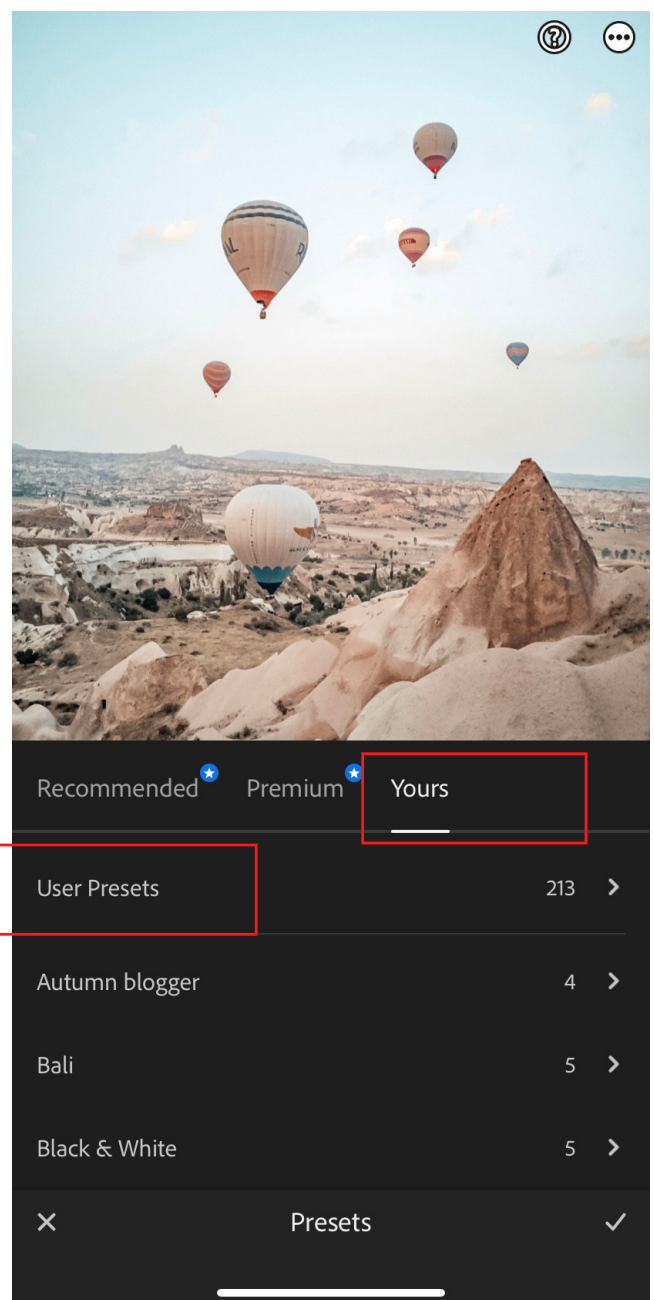 Recommended Premium Yours
User Presets 213
Autumn blogger 4
Bali 5
Black & White 5
Presets